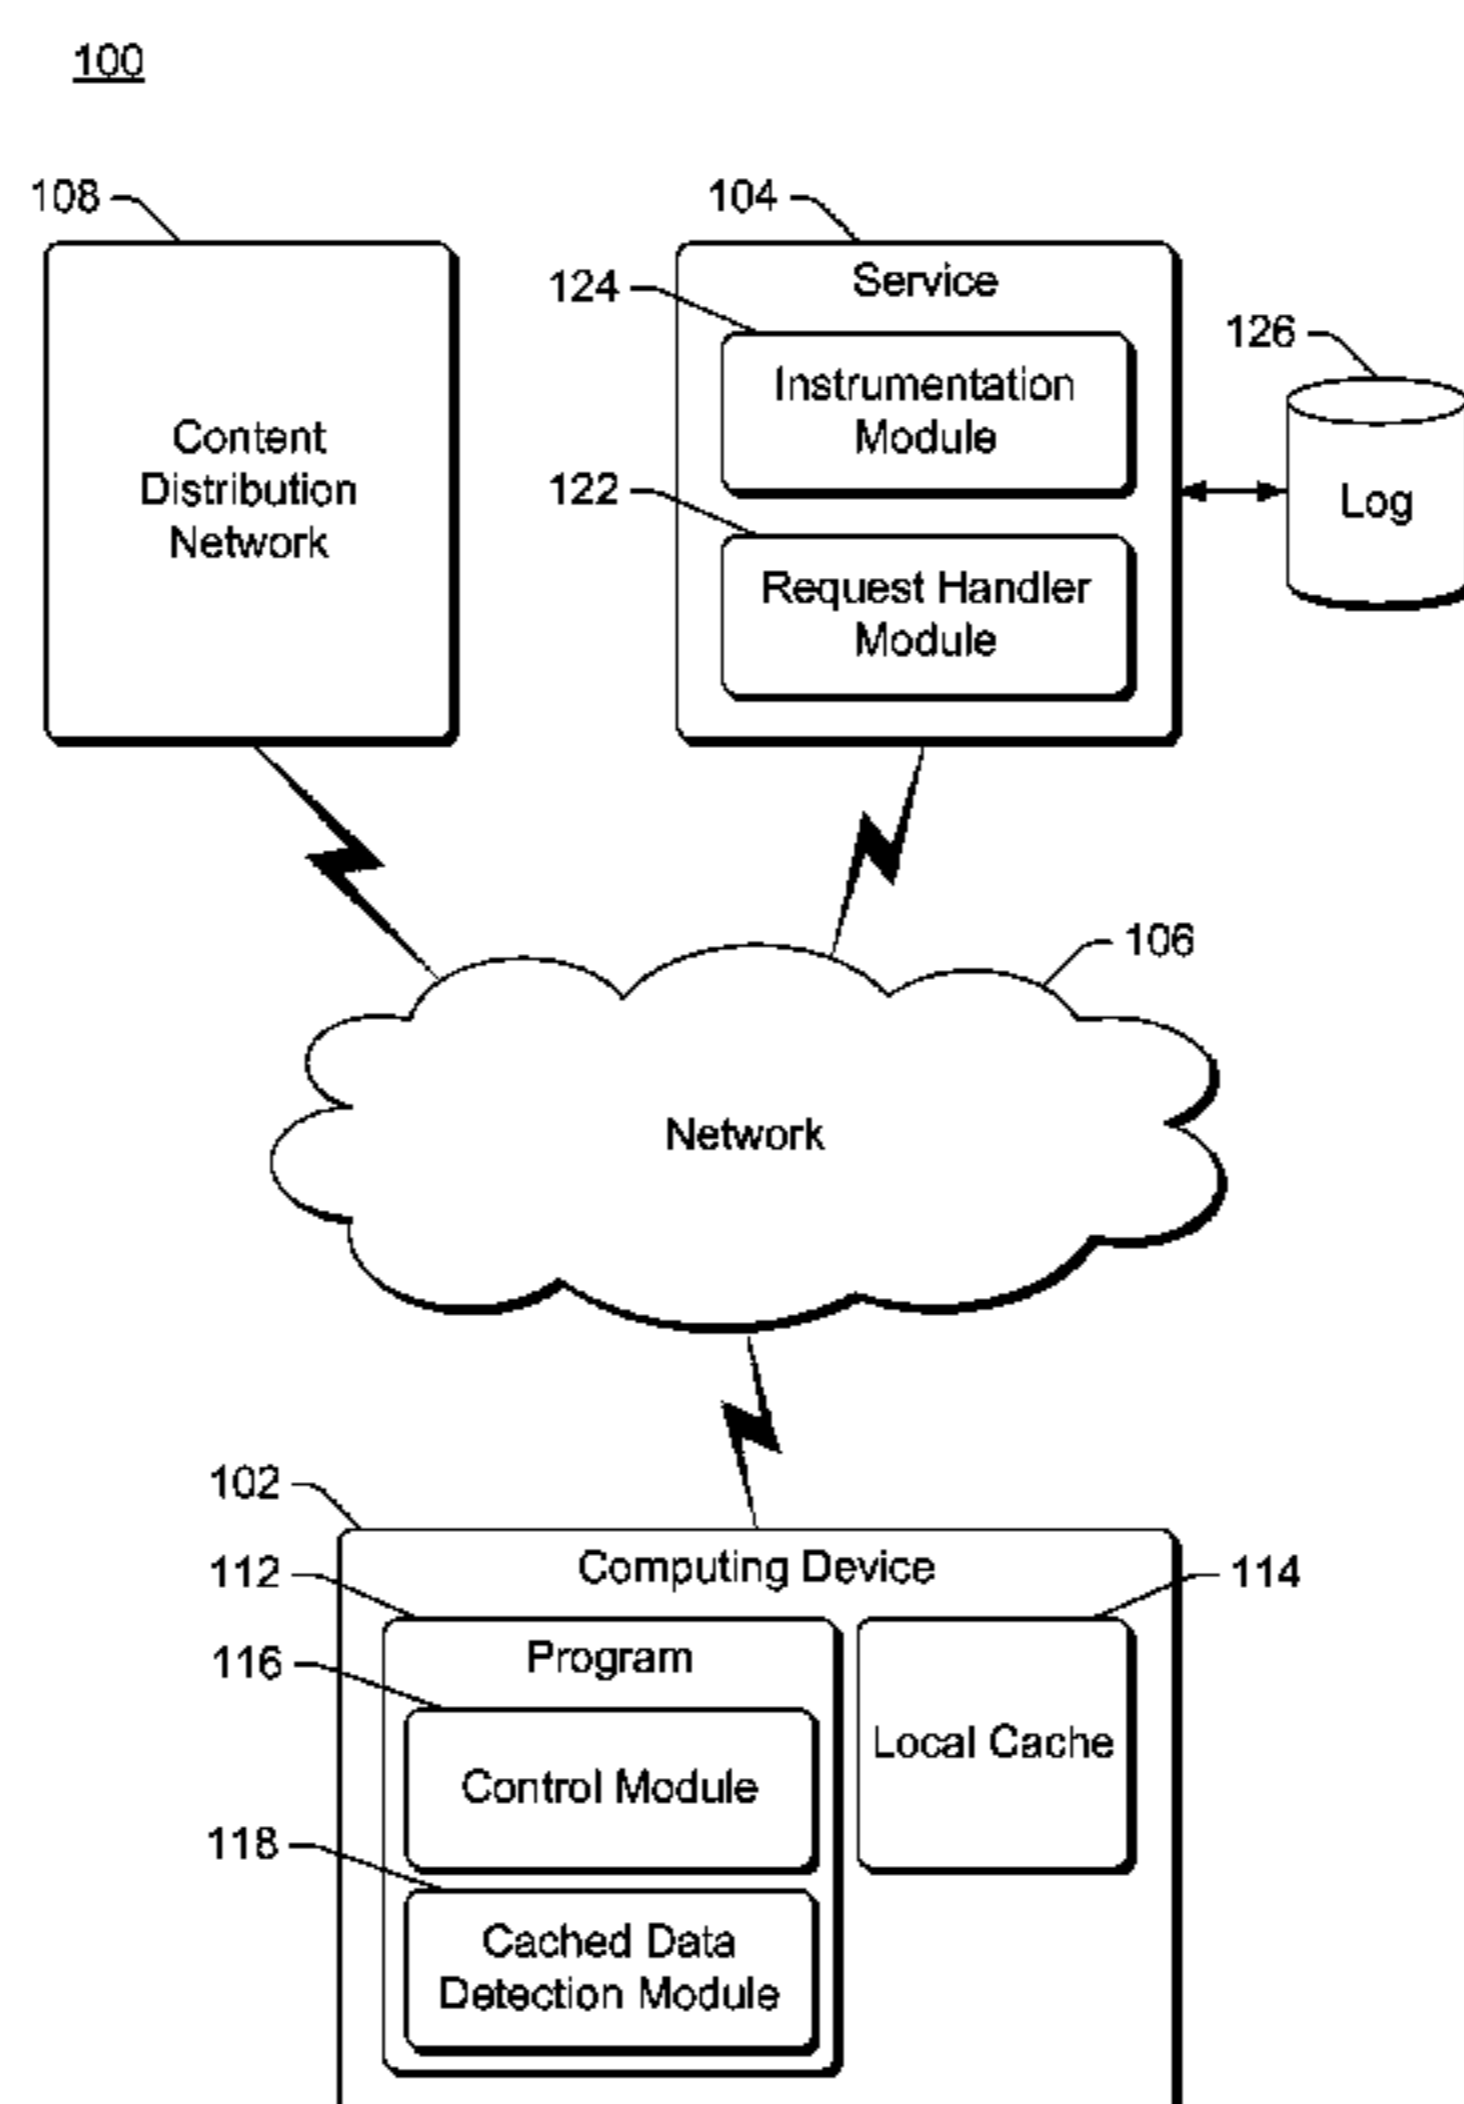 100
108
104
124
Service
126
Instrumentation
Module
Content
Distribution
Network
122
Log
Request Handler
Module
106
Network
102
Computing Device
112
114
Program
116
Local Cache
Control Module
118
Cached Data
Detection Module